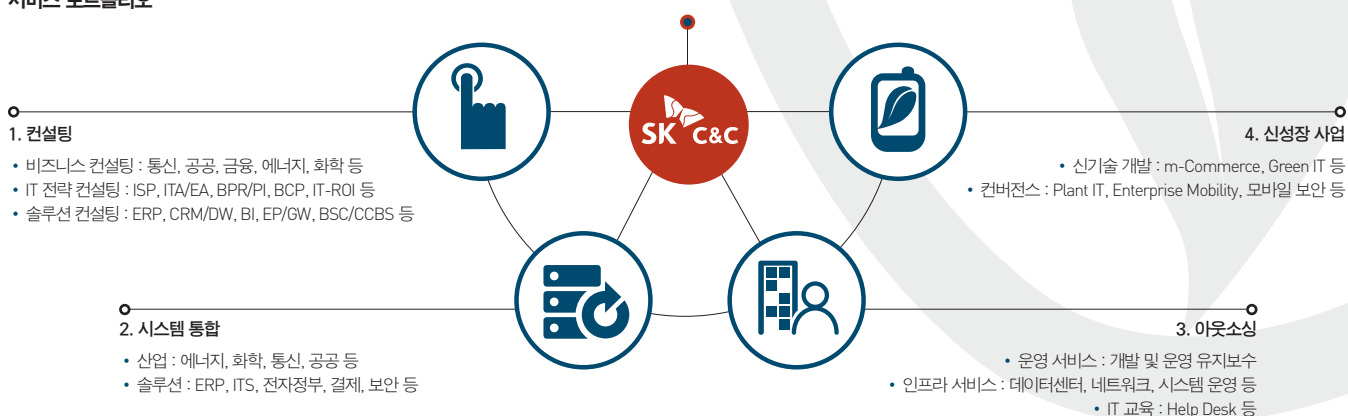 서비스 포트폴리오
SK C&C
1. 컨설팅
• 비즈니스 컨설팅 : 통신, 공공, 금융, 에너지, 화학 등
• IT 전략 컨설팅 : ISP, ITA/EA, BPR/PI, BCP, IT-ROI 등
• 솔루션 컨설팅 : ERP, CRM/DW, BI, EP/GW, BSC/CCBS 등
4. 신성장 사업
• 신기술 개발 : m-Commerce, Green IT 등
• 컨버전스 : Plant IT, Enterprise Mobility, 모바일 보안 등
2. 시스템 통합
• 산업 : 에너지, 화학, 통신, 공공 등
• 솔루션 : ERP, ITS, 전자정부, 결제, 보안 등
3. 아웃소싱
• 운영 서비스 : 개발 및 운영 유지보수
• 인프라 서비스 : 데이터센터, 네트워크, 시스템 운영 등
• IT 교육 : Help Desk 등